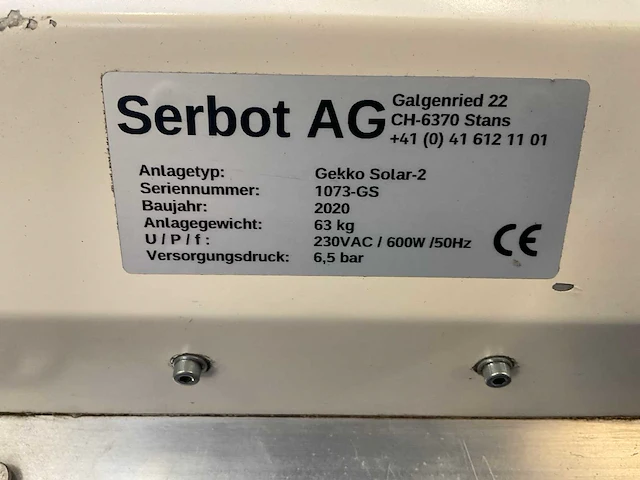 Serbot AG
Galgenried 22
CH-6370 Stans
+41 (0) 41 612 11 01
Anlagetyp: Gekko Solar-2
Seriennummer: 1073-GS
Baujahr: 2020
Anlagegewicht: 63 kg
U / P / f : 230VAC / 600W /50Hz
Versorgungsdruck: 6,5 bar
CE